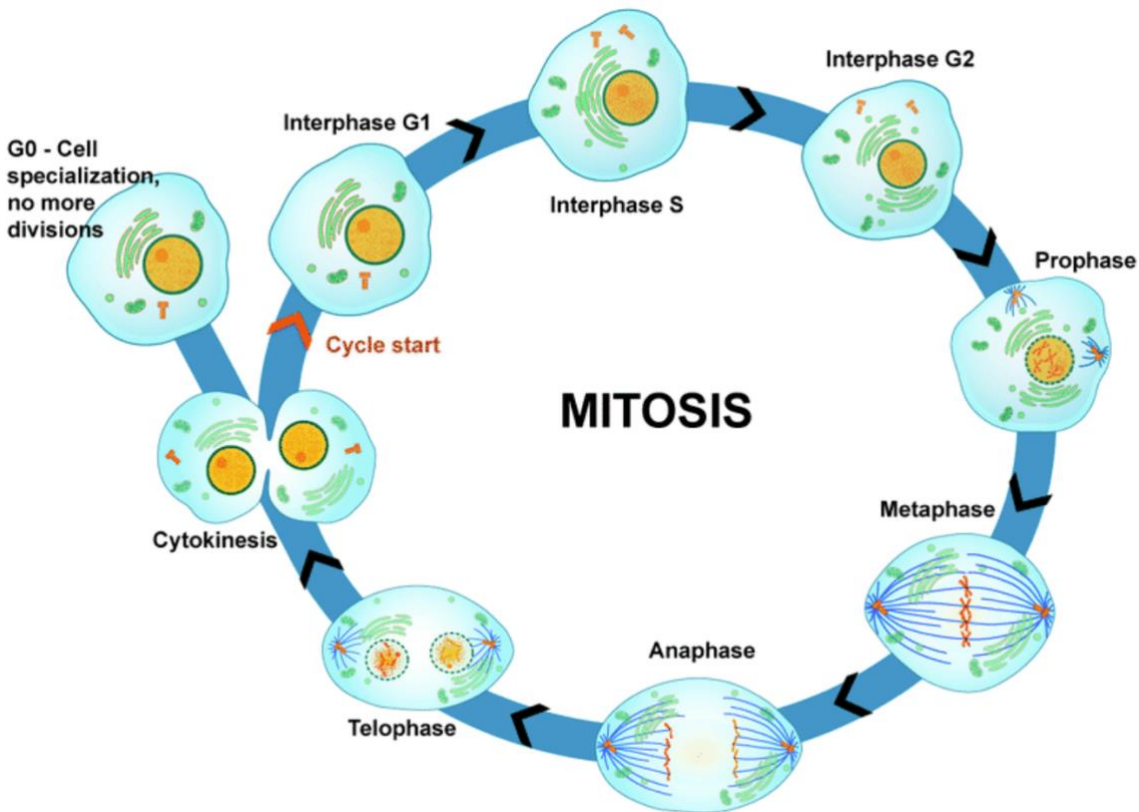 Interphase G2
Interphase G1
G0 - Cell
specialization,
no more
divisions
Interphase S
Prophase
Cycle start
MITOSIS
Metaphase
Cytokinesis
Anaphase
Telophase